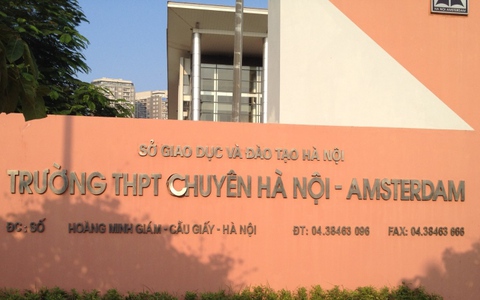 SỞ GIÁO DỤC VÀ ĐÀO TẠO HÀ NỘI
TRƯỜNG THPT CHUYÊN HÀ NỘI - AMSTERDAM
ĐC: SỐ HOÀNG MINH GIÁM - CẦU GIẤY - HÀ NỘI ĐT: 04.38463 096 FAX: 04.38463 666